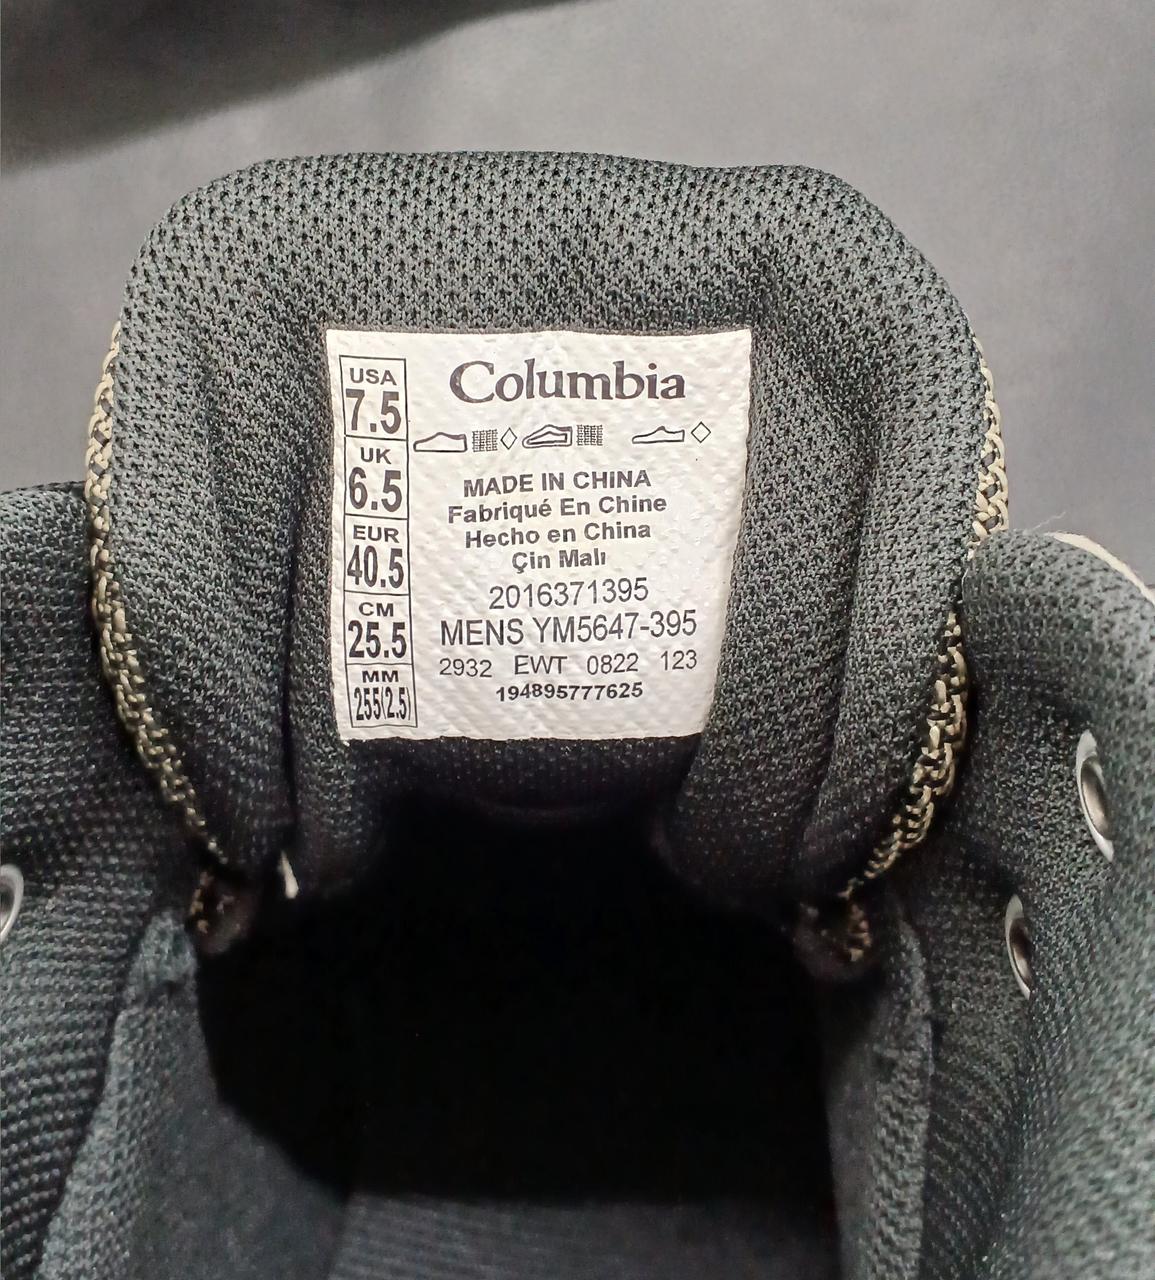 Columbia
USA
7.5
UK
6.5
EUR
40.5
CM
25.5
MM
255(2.5)
MADE IN CHINA
Fabriqué En Chine
Hecho en China
Çin Malı
2016371395
MENS YM5647-395
2932 EWT 0822 123
194895777625